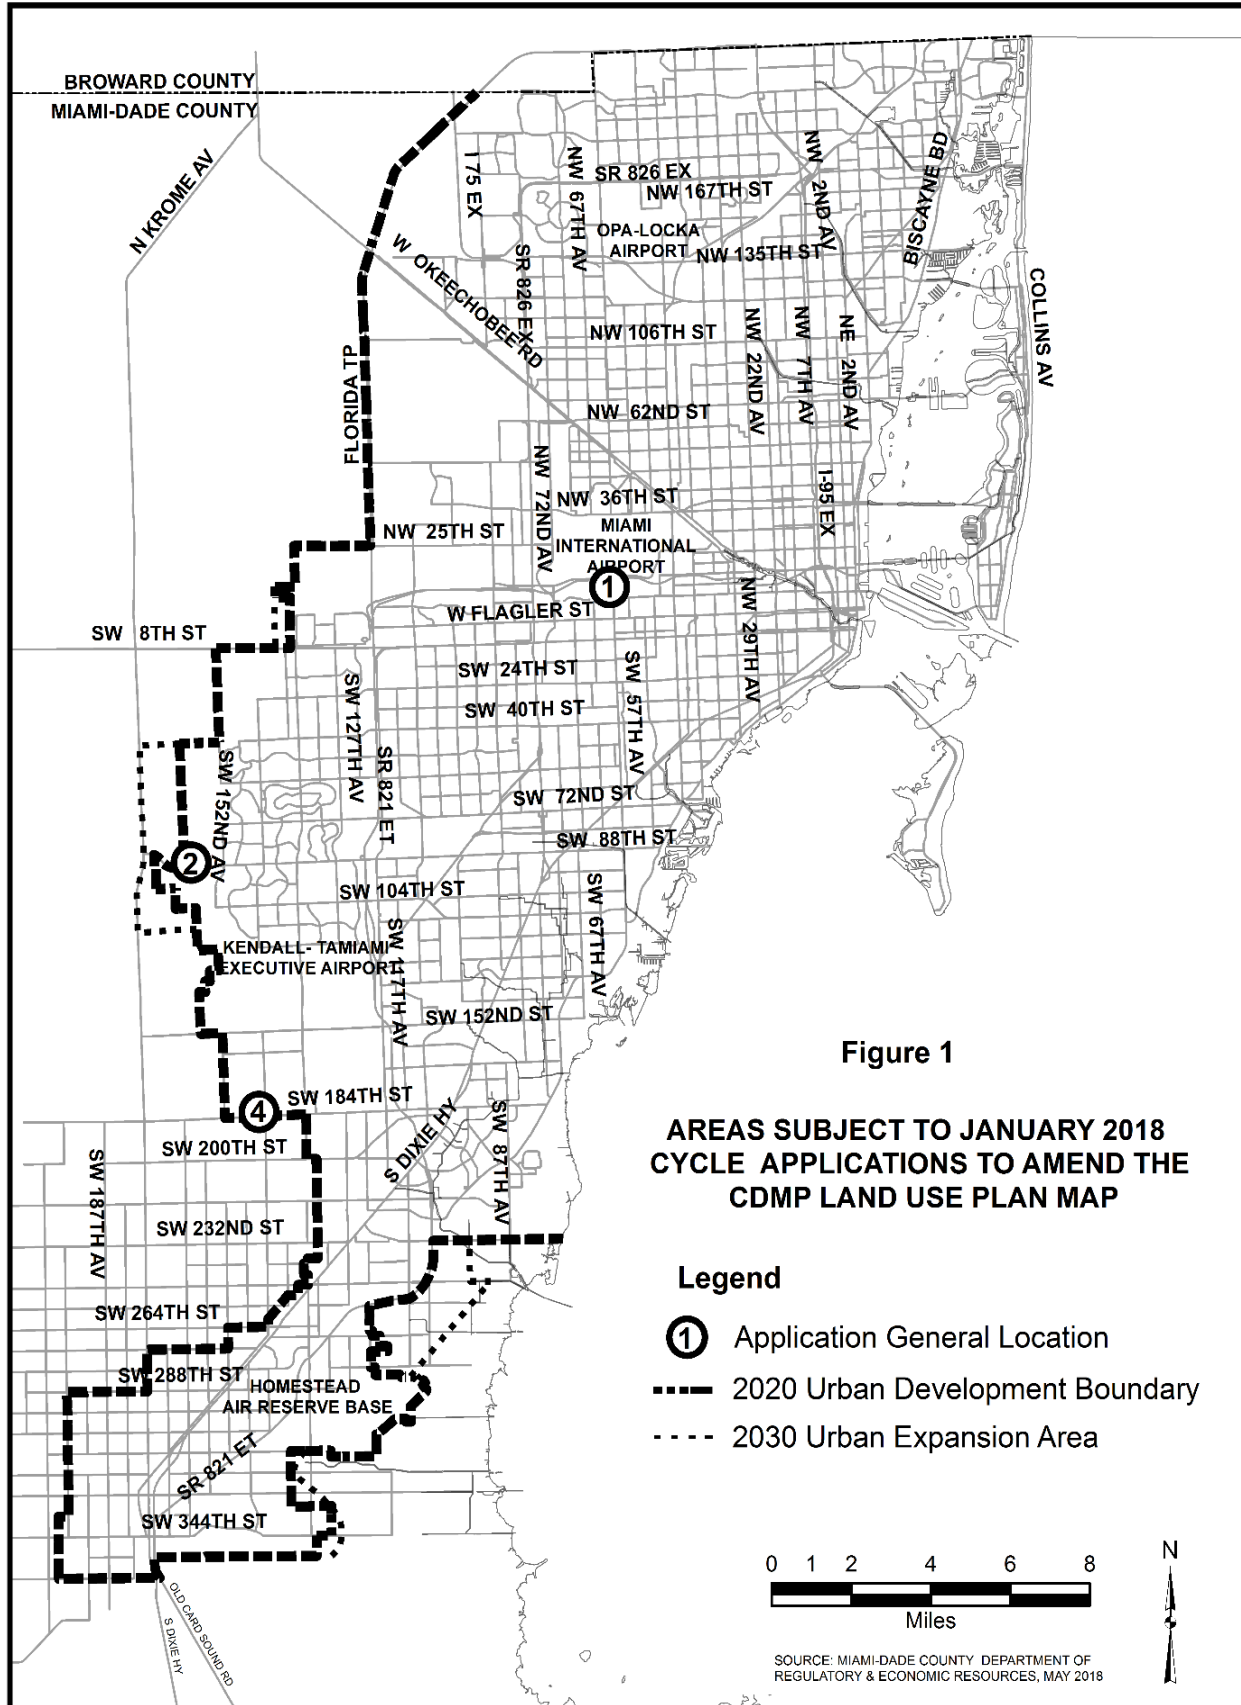 BROWARD COUNTY
MIAMI-DADE COUNTY
N KROME AV
I 75 EX
NW 67TH AV
SR 826 EX
NW 167TH ST
NW 2ND AV
BISCAYNE BD
OPA-LOCKA
AIRPORT
NW 135TH ST
W OKEECHOBEE RD
SR 826 EX
COLLINS AV
FLORIDA TP
NW 106TH ST
NW 22ND AV
NW 7TH AV
NE 2ND AV
NW 62ND ST
NW 72ND AV
NW 36TH ST
I-95 EX
NW 25TH ST
MIAMI
INTERNATIONAL
AIRPORT
1
W FLAGLER ST
NW 29TH AV
SW 8TH ST
SW 24TH ST
SW 57TH AV
SW 127TH AV
SW 40TH ST
SW 152ND AV
SR 821 ET
SW 72ND ST
SW 88TH ST
2
SW 104TH ST
SW 67TH AV
KENDALL- TAMIAMI
EXECUTIVE AIRPORT
SW 117TH AV
SW 152ND ST
Figure 1
SW 184TH ST
4
S DIXIE HY
SW 87TH AV
AREAS SUBJECT TO JANUARY 2018
CYCLE APPLICATIONS TO AMEND THE
CDMP LAND USE PLAN MAP
SW 200TH ST
SW 187TH AV
SW 232ND ST
Legend
1 Application General Location
2020 Urban Development Boundary
2030 Urban Expansion Area
SW 264TH ST
SW 288TH ST
HOMESTEAD
AIR RESERVE BASE
SR 821 ET
SW 344TH ST
OLD CARD SOUND RD
S DIXIE HY
0 1 2 4 6 8
Miles
N
SOURCE: MIAMI-DADE COUNTY DEPARTMENT OF
REGULATORY & ECONOMIC RESOURCES, MAY 2018